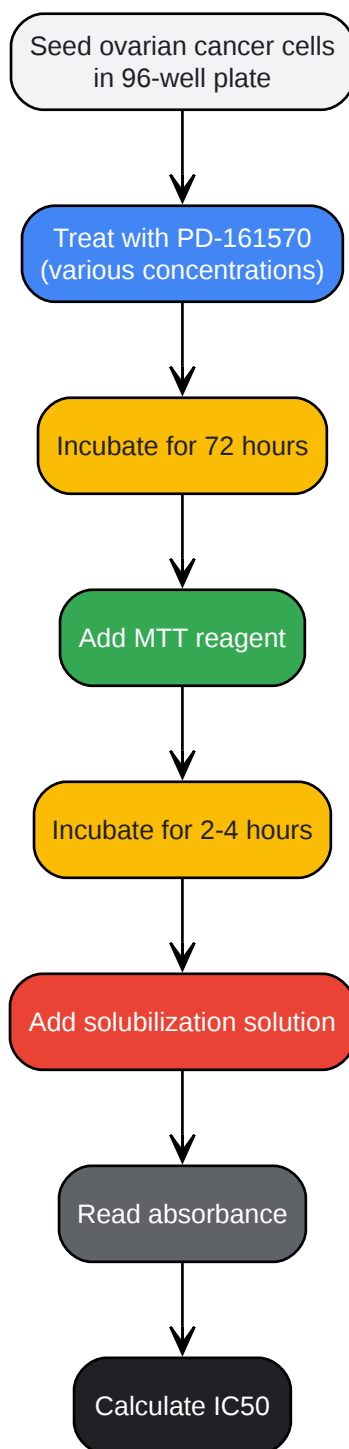 Seed ovarian cancer cells
in 96-well plate
Treat with PD-161570
(various concentrations)
Incubate for 72 hours
Add MTT reagent
Incubate for 2-4 hours
Add solubilization solution
Read absorbance
Calculate IC50